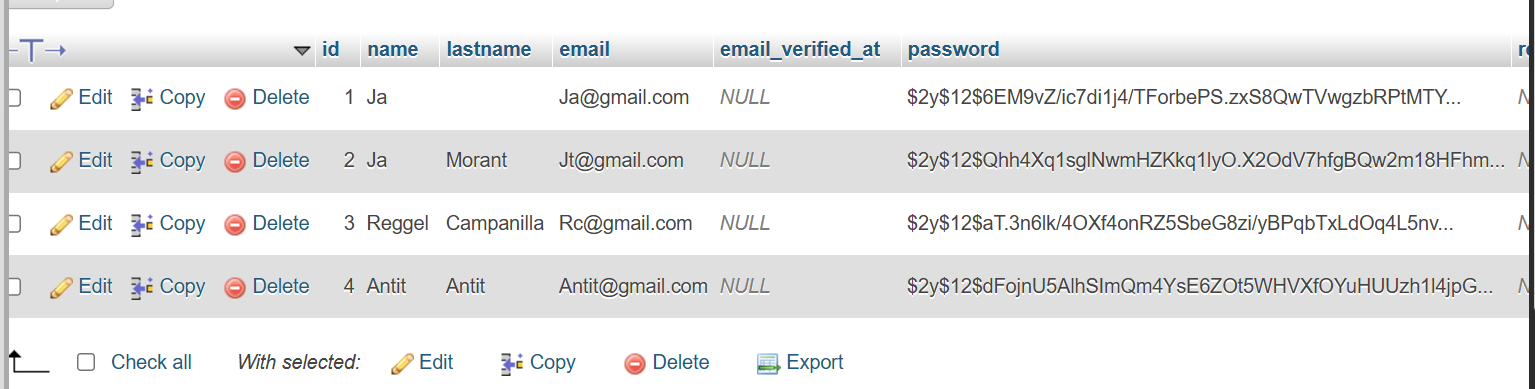 id name lastname email email_verified_at password
Edit Copy Delete 1 Ja Ja@gmail.com NULL $2y$12$6EM9vZ/ic7di1j4/TForbePS.zxS8QwTVwgzbRPtMTY...
Edit Copy Delete 2 Ja Morant Jt@gmail.com NULL $2y$12$Qhh4Xq1sglNwmHZKkq1lyO.X2OdV7hfgBQw2m18HFhm...
Edit Copy Delete 3 Reggel Campanilla Rc@gmail.com NULL $2y$12$aT.3n6lk/4OXf4onRZ5SbeG8zi/yBPqbTxLdOq4L5nv...
Edit Copy Delete 4 Antit Antit Antit@gmail.com NULL $2y$12$dFojnU5AlhSImQm4YsE6ZOt5WHVXfOYuHUUzh1l4jpG...
Check all With selected: Edit Copy Delete Export